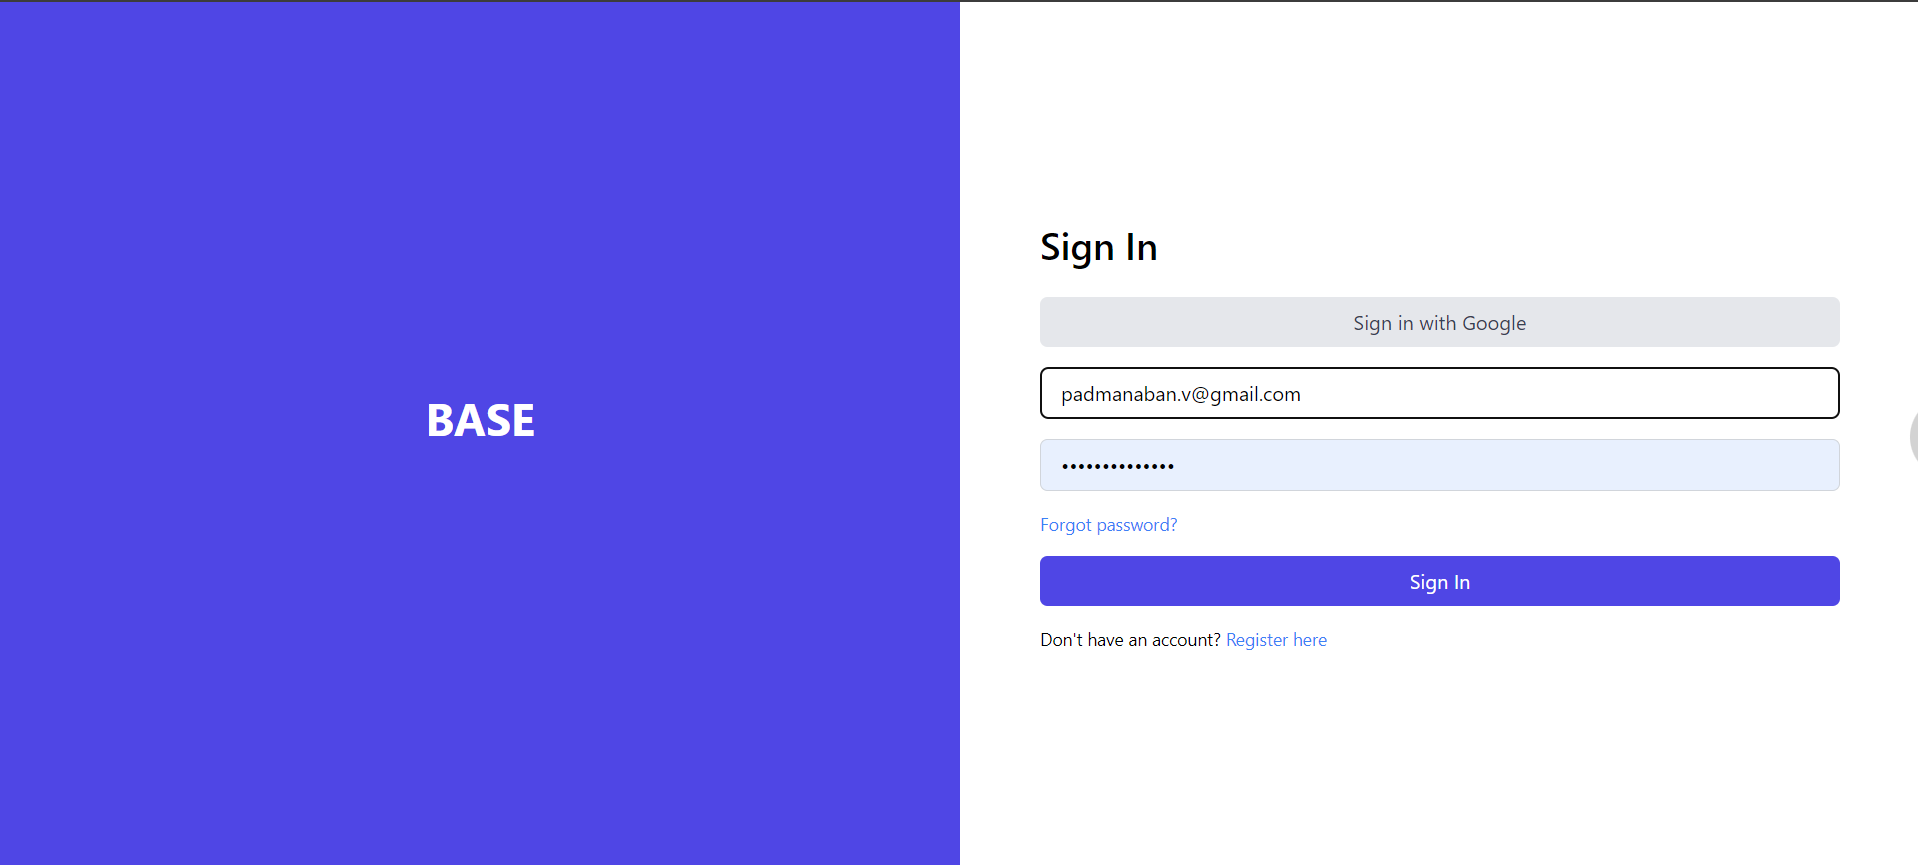 BASE
Sign In
Sign in with Google
padmanaban.v@gmail.com
••••••••••••••
Forgot password?
Sign In
Don't have an account? Register here